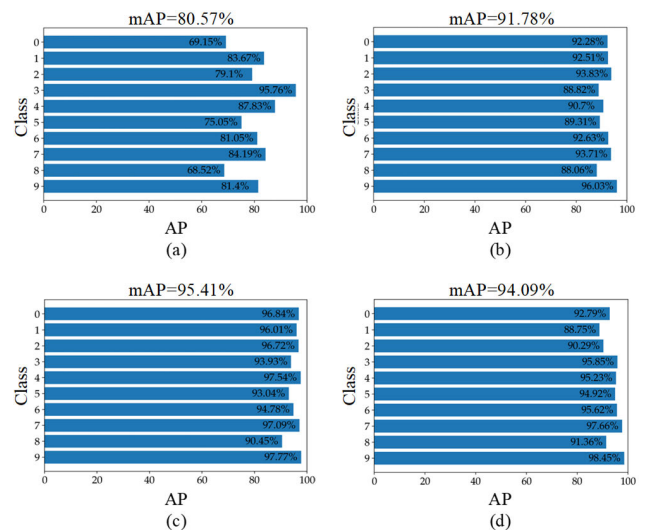 mAP=80.57%
0 69.15%
1 83.67%
2 79.1%
3 95.76%
4 87.83%
5 75.05%
6 81.05%
7 84.19%
8 68.52%
9 81.4%
Class
0 20 40 60 80 100
AP
(a)
mAP=91.78%
0 92.28%
1 92.51%
2 93.83%
3 88.82%
4 90.7%
5 89.31%
6 92.63%
7 93.71%
8 88.06%
9 96.03%
Class
0 20 40 60 80 100
AP
(b)
mAP=95.41%
0 96.84%
1 96.01%
2 96.72%
3 93.93%
4 97.54%
5 93.04%
6 94.78%
7 97.09%
8 90.45%
9 97.77%
Class
0 20 40 60 80 100
AP
(c)
mAP=94.09%
0 92.79%
1 88.75%
2 90.29%
3 95.85%
4 95.23%
5 94.92%
6 95.62%
7 97.66%
8 91.36%
9 98.45%
Class
0 20 40 60 80 100
AP
(d)